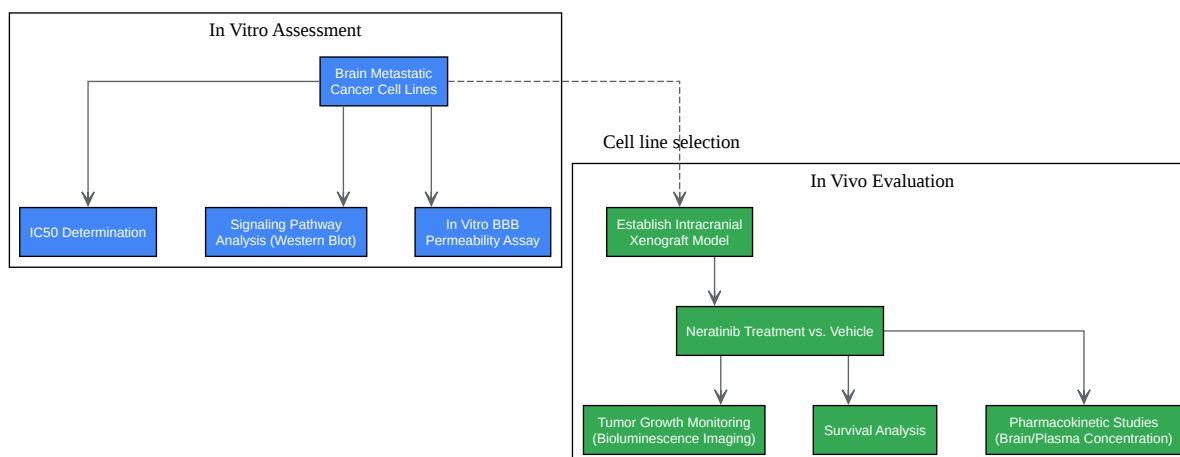 In Vitro Assessment
Brain Metastatic
Cancer Cell Lines
Cell line selection
IC50 Determination
Signaling Pathway
Analysis (Western Blot)
In Vitro BBB
Permeability Assay
In Vivo Evaluation
Establish Intracranial
Xenograft Model
Neratinib Treatment vs. Vehicle
Tumor Growth Monitoring
(Bioluminescence Imaging)
Survival Analysis
Pharmacokinetic Studies
(Brain/Plasma Concentration)